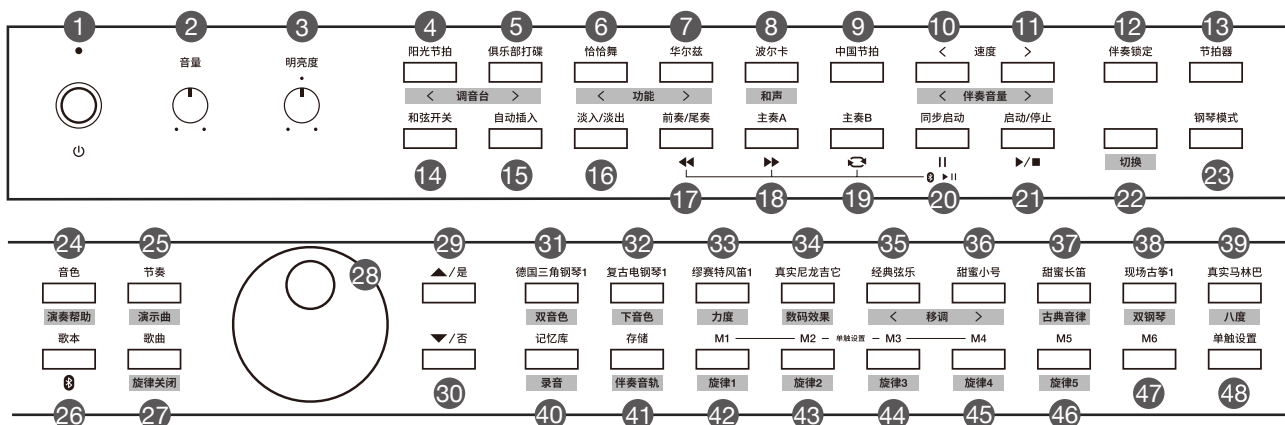 1 2 3 4 5 6 7 8 9 10 11 12 13
音量 明亮度 阳光节拍 俱乐部打碟 恰恰舞 华尔兹 波尔卡 中国节拍 < 速度 > 伴奏锁定 节拍器
< 调音台 > < 功能 > 和声 < 伴奏音量 >
和弦开关 自动插入 淡入/淡出 前奏/尾奏 主奏A 主奏B 同步启动 启动/停止 钢琴模式
切换
14 15 16 17 18 19 20 21 22 23
24 25 28 29 31 32 33 34 35 36 37 38 39
音色 节奏 ▲/是 德国三角钢琴1 复古电钢琴1 缪赛特风笛1 真实尼龙吉它 经典弦乐 甜蜜小号 甜蜜长笛 现场古筝1 真实马林巴
演奏帮助 演示曲 双音色 下音色 力度 数码效果 < 移调 > 古典音律 双钢琴 八度
歌本 歌曲 ▼/否 记忆库 存储 M1 M2 单触设置 M3 M4 M5 M6 单触设置
旋律关闭 录音 伴奏音轨 旋律1 旋律2 旋律3 旋律4 旋律5
26 27 30 40 41 42 43 44 45 46 47 48